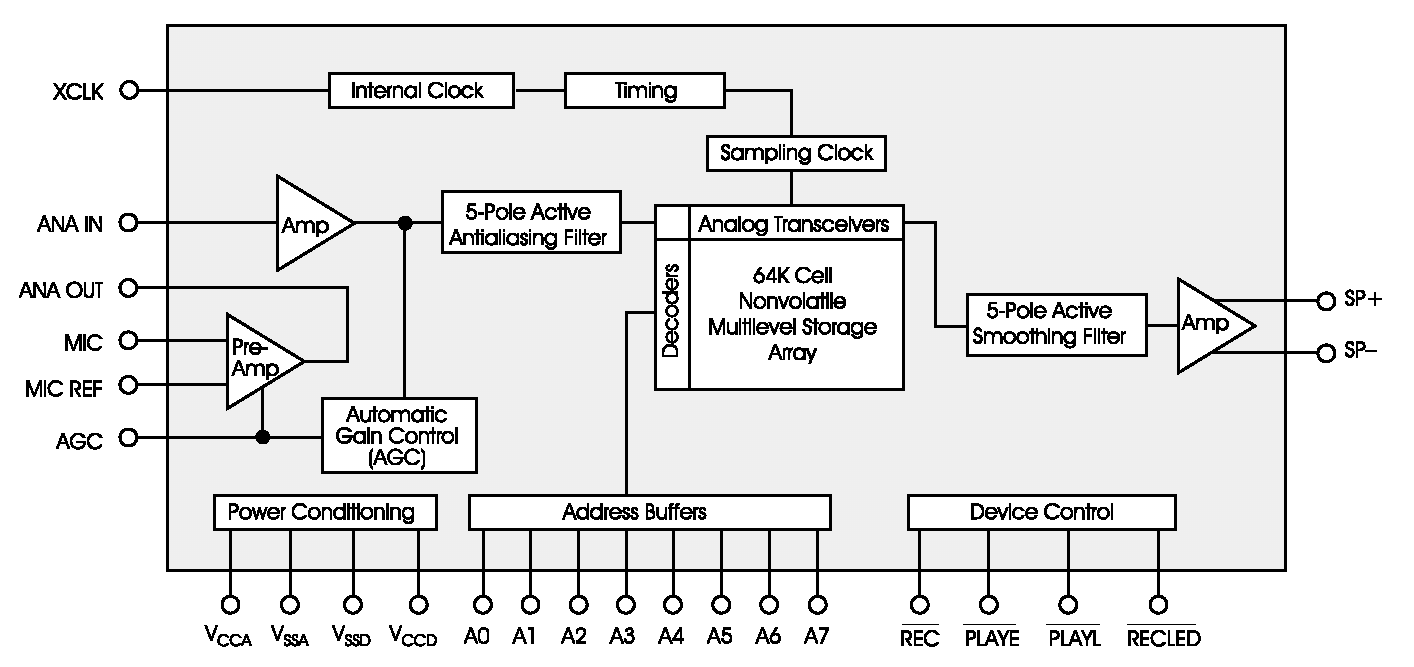 XCLK
Internal Clock
Timing
Sampling Clock
ANA IN
Amp
5-Pole Active
Antialiasing Filter
Analog Transceivers
Decoders
64K Cell
Nonvolatile
Multilevel Storage
Array
ANA OUT
MIC
Pre-
Amp
MIC REF
AGC
Automatic
Gain Control
(AGC)
5-Pole Active
Smoothing Filter
Amp
SP+
SP–
Power Conditioning
Address Buffers
Device Control
VCCA VSSA VSSD VCCD A0 A1 A2 A3 A4 A5 A6 A7 REC PLAYE PLAYL RECLED